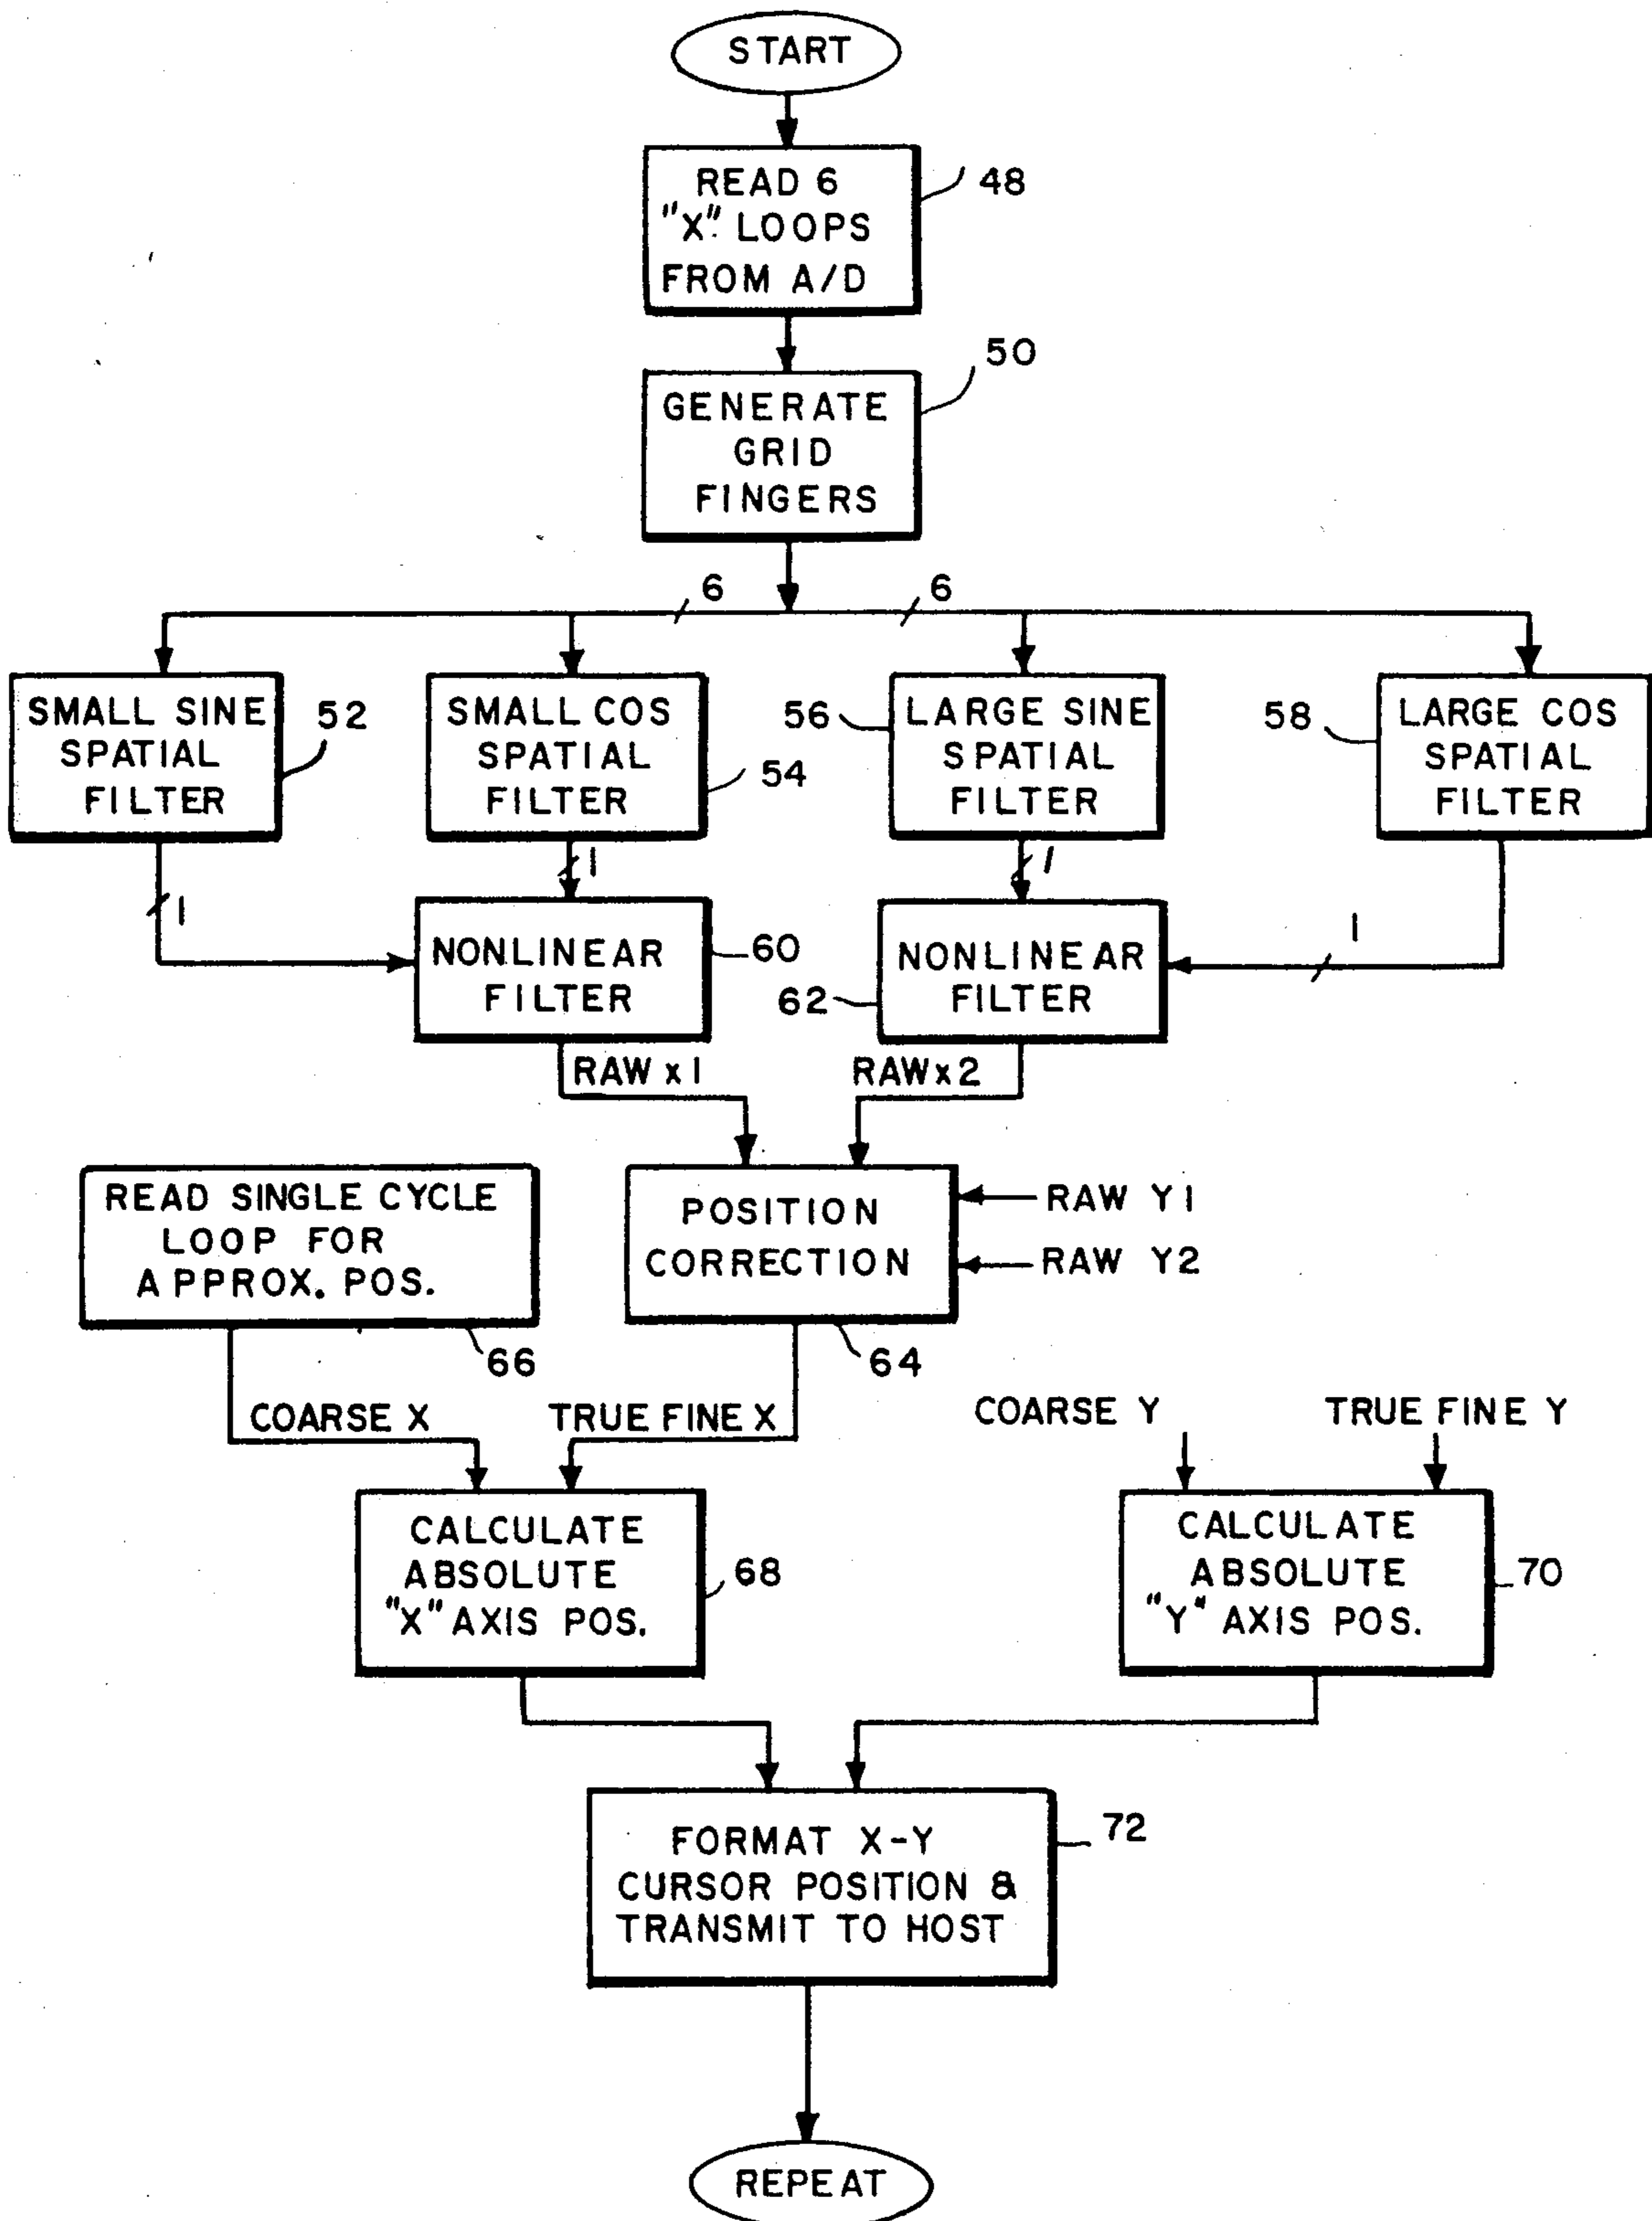 START
READ 6
"X" LOOPS
FROM A/D
48
GENERATE
GRID
FINGERS
50
6
6
SMALL SINE
SPATIAL
FILTER
52
SMALL COS
SPATIAL
FILTER
54
56
LARGE SINE
SPATIAL
FILTER
58
LARGE COS
SPATIAL
FILTER
1
1
1
1
NONLINEAR
FILTER
60
62
NONLINEAR
FILTER
RAW x1
RAW x2
READ SINGLE CYCLE
LOOP FOR
APPROX. POS.
66
POSITION
CORRECTION
64
RAW Y1
RAW Y2
COARSE X
TRUE FINE X
COARSE Y
TRUE FINE Y
CALCULATE
ABSOLUTE
"X" AXIS POS.
68
CALCULATE
ABSOLUTE
"Y" AXIS POS.
70
FORMAT X-Y
CURSOR POSITION &
TRANSMIT TO HOST
72
REPEAT